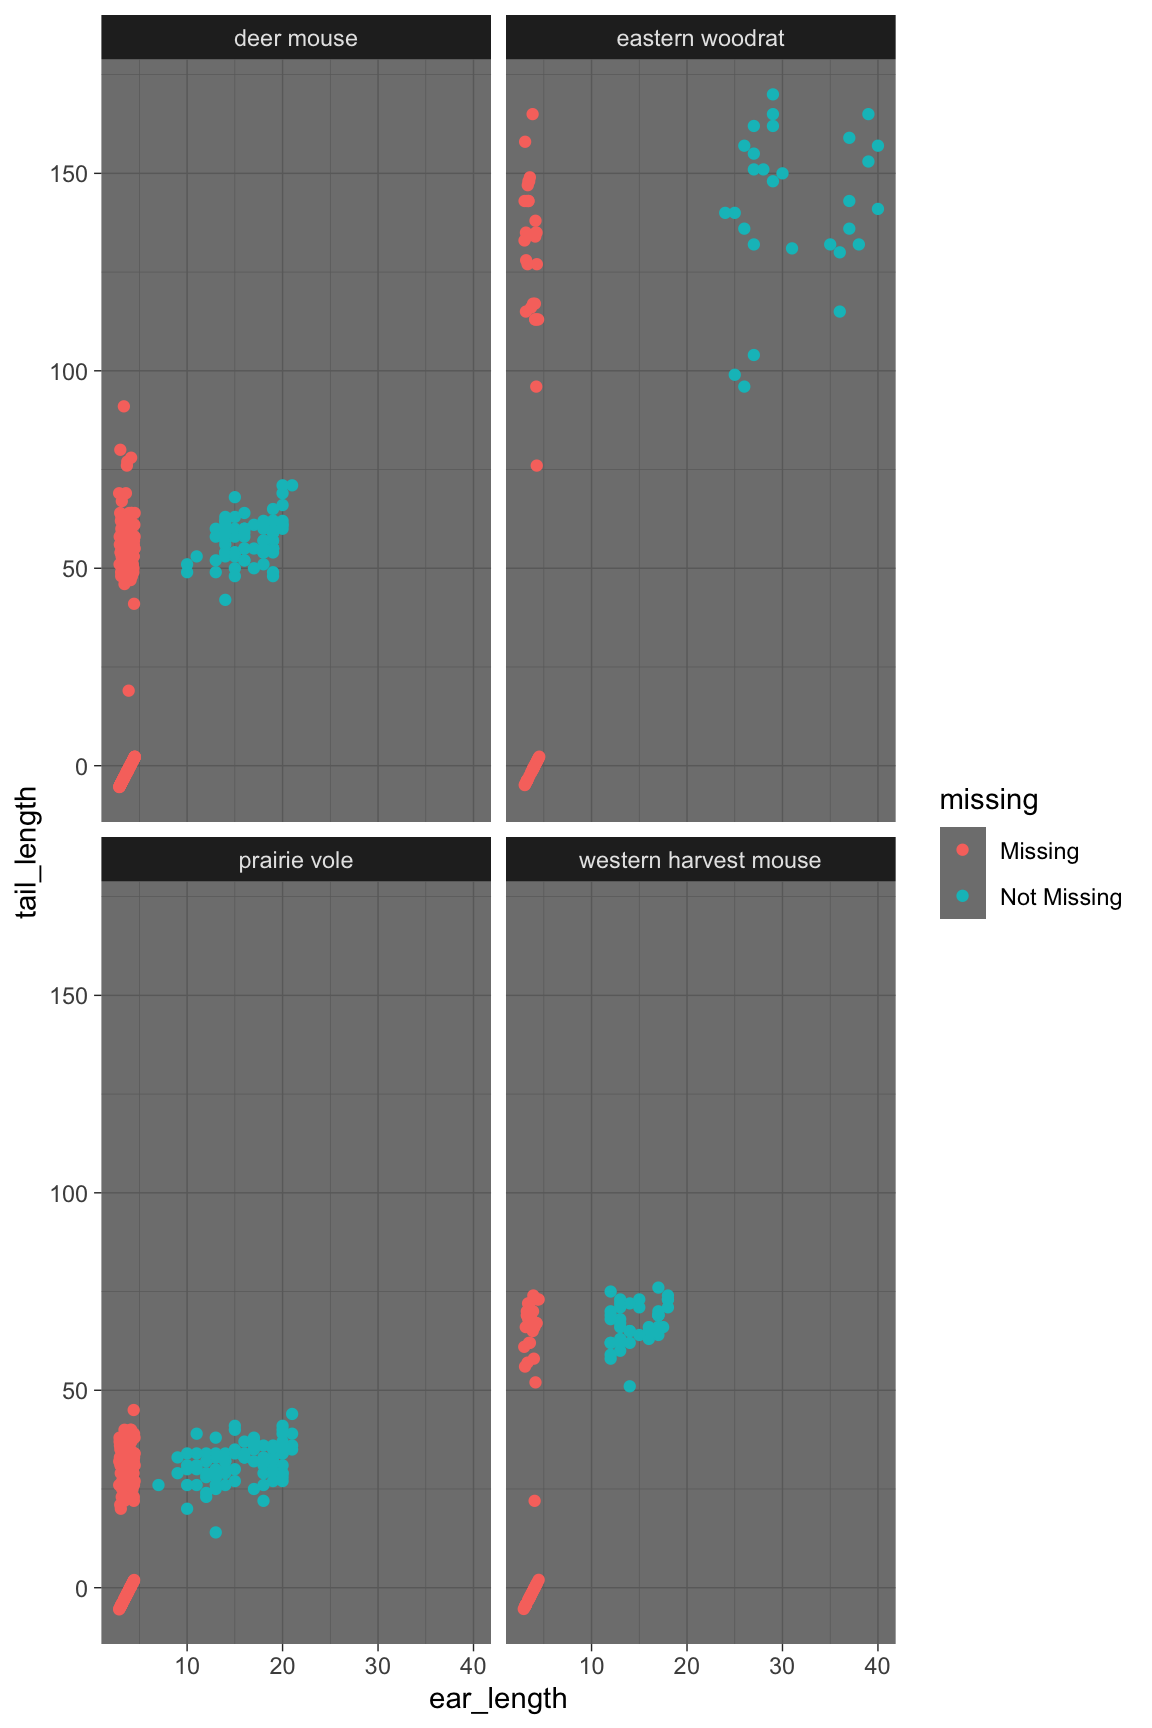 deer mouse
eastern woodrat
150
100
50
0
prairie vole
western harvest mouse
150
100
50
0
10 20 30 40 10 20 30 40
ear_length
tail_length
missing
Missing
Not Missing